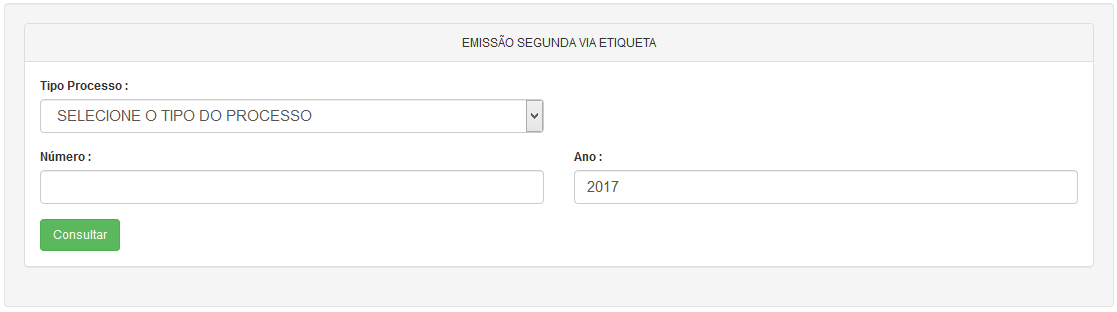 EMISSÃO SEGUNDA VIA ETIQUETA
Tipo Processo :
SELECIONE O TIPO DO PROCESSO
Número :
Ano :
2017
Consultar